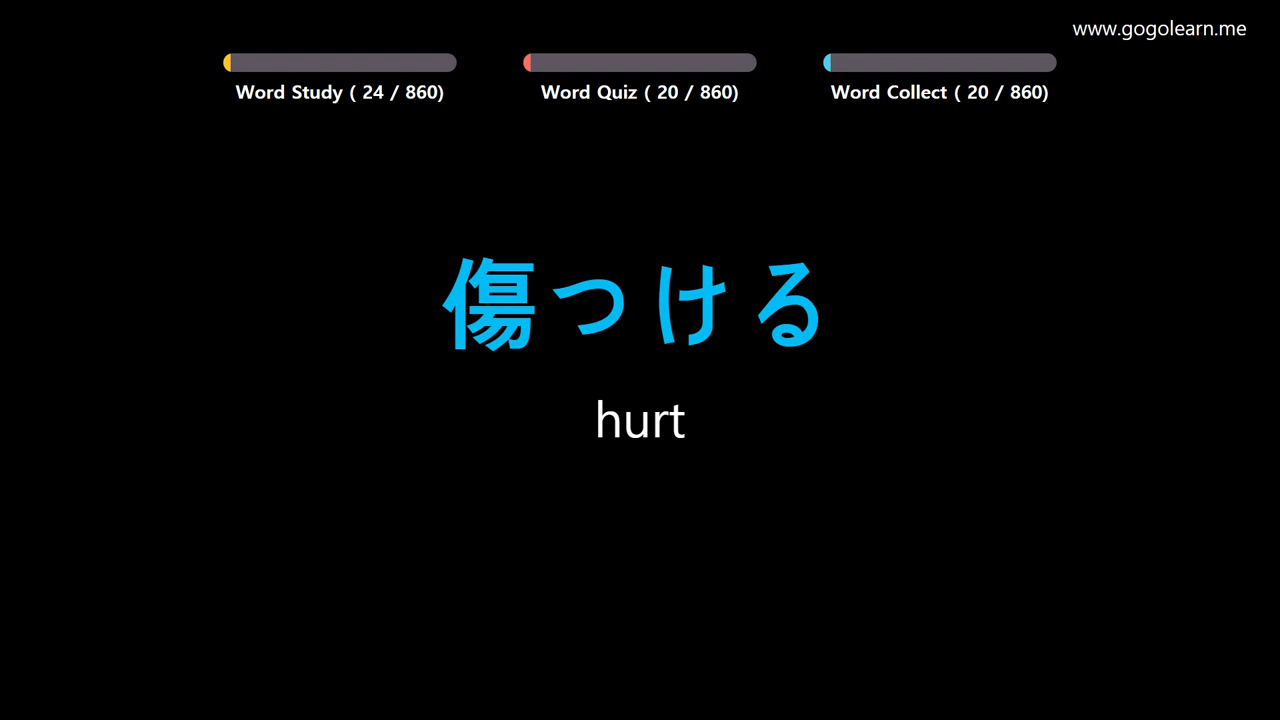 www.gogolearn.me
Word Study ( 24 / 860)
Word Quiz ( 20 / 860)
Word Collect ( 20 / 860)
傷つける
hurt